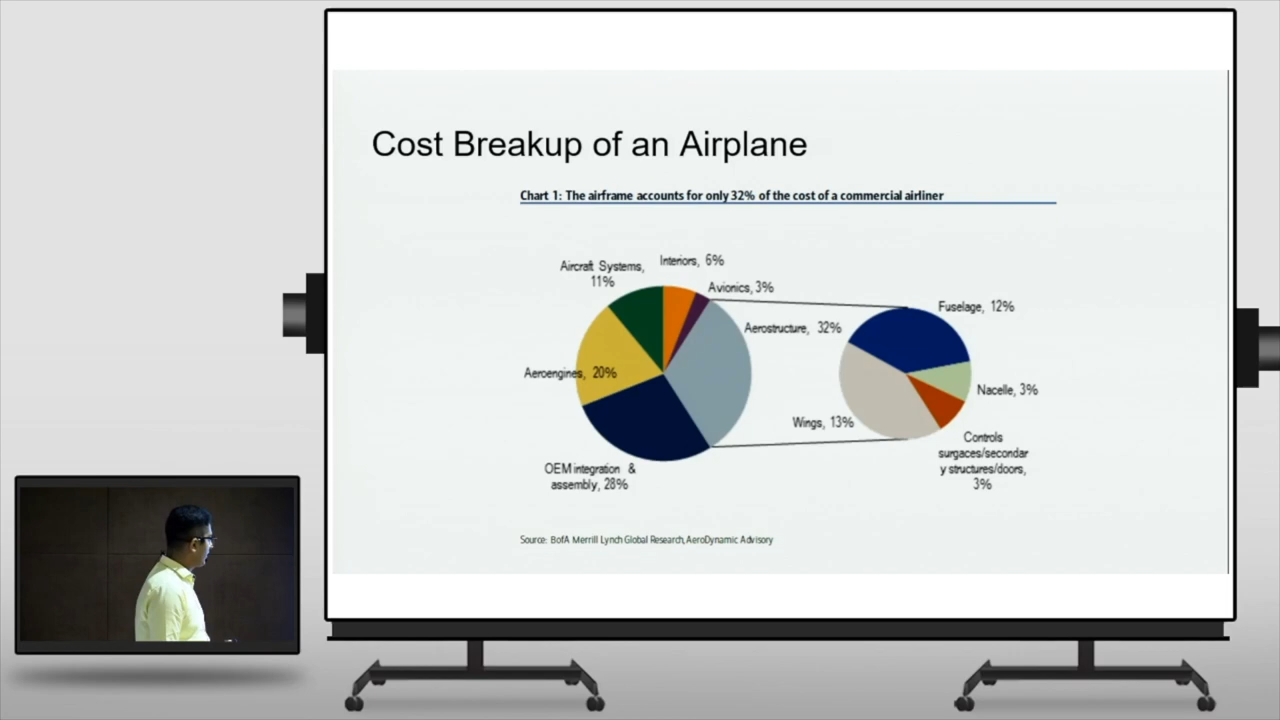 Cost Breakup of an Airplane
Chart 1: The airframe accounts for only 32% of the cost of a commercial airliner
Aircraft Systems,
11%
Interiors, 6%
Avionics, 3%
Aerostructure, 32%
Aeroengines, 20%
OEM integration &
assembly, 28%
Fuselage, 12%
Nacelle, 3%
Wings, 13%
Controls
surgaces/secondar
y structures/doors,
3%
Source: BofA Merrill Lynch Global Research, AeroDynamic Advisory